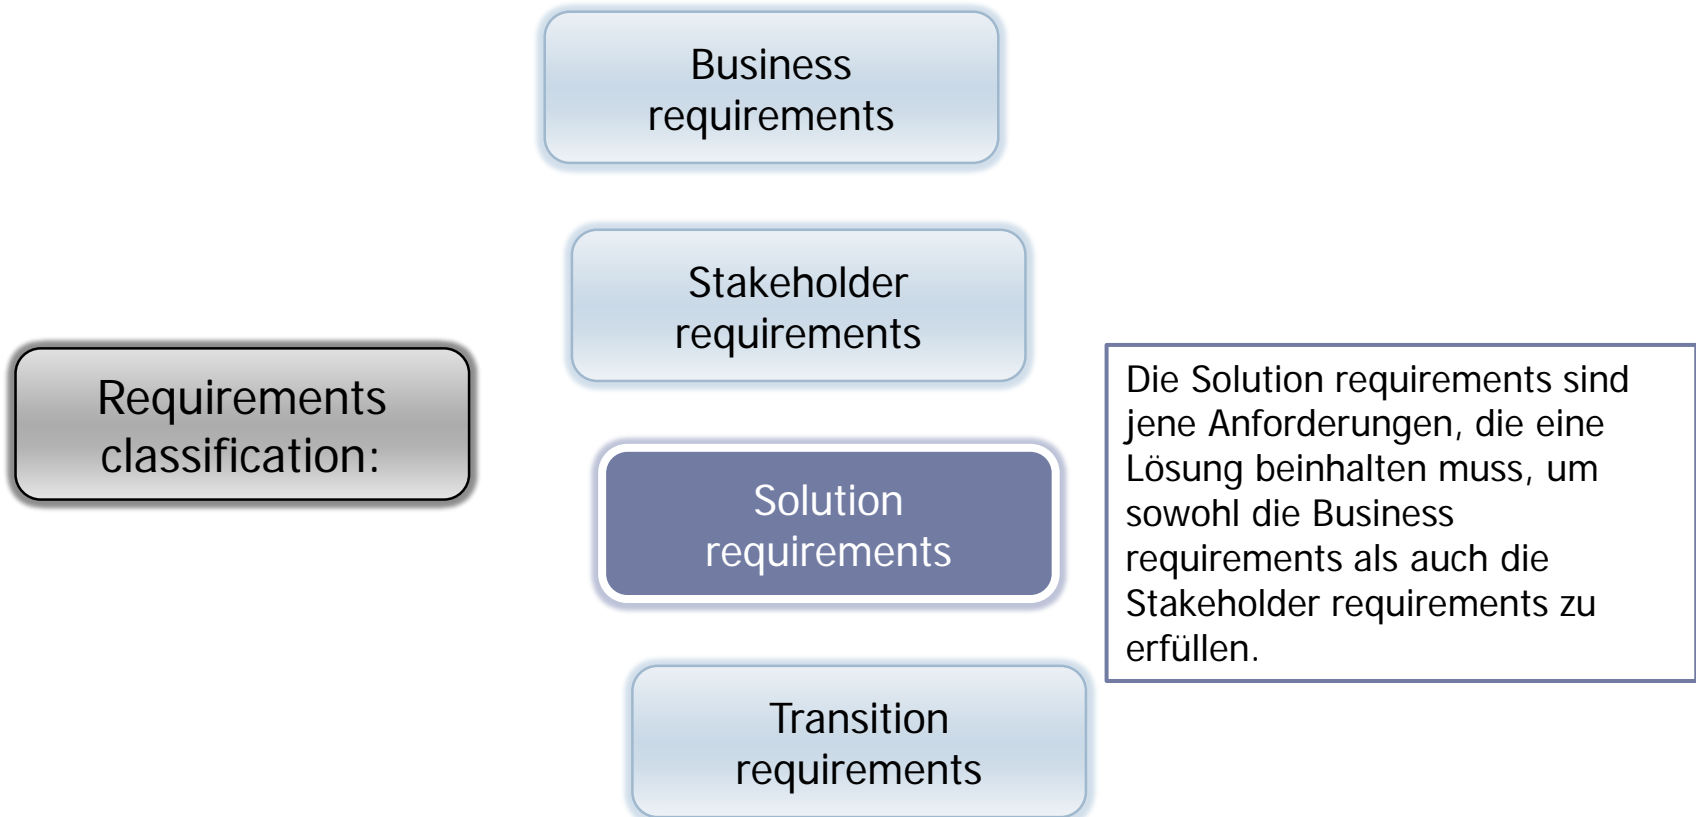 Business
requirements
Stakeholder
requirements
Requirements
classification:
Solution
requirements
Die Solution requirements sind
jene Anforderungen, die eine
Lösung beinhalten muss, um
sowohl die Business
requirements als auch die
Stakeholder requirements zu
erfüllen.
Transition
requirements